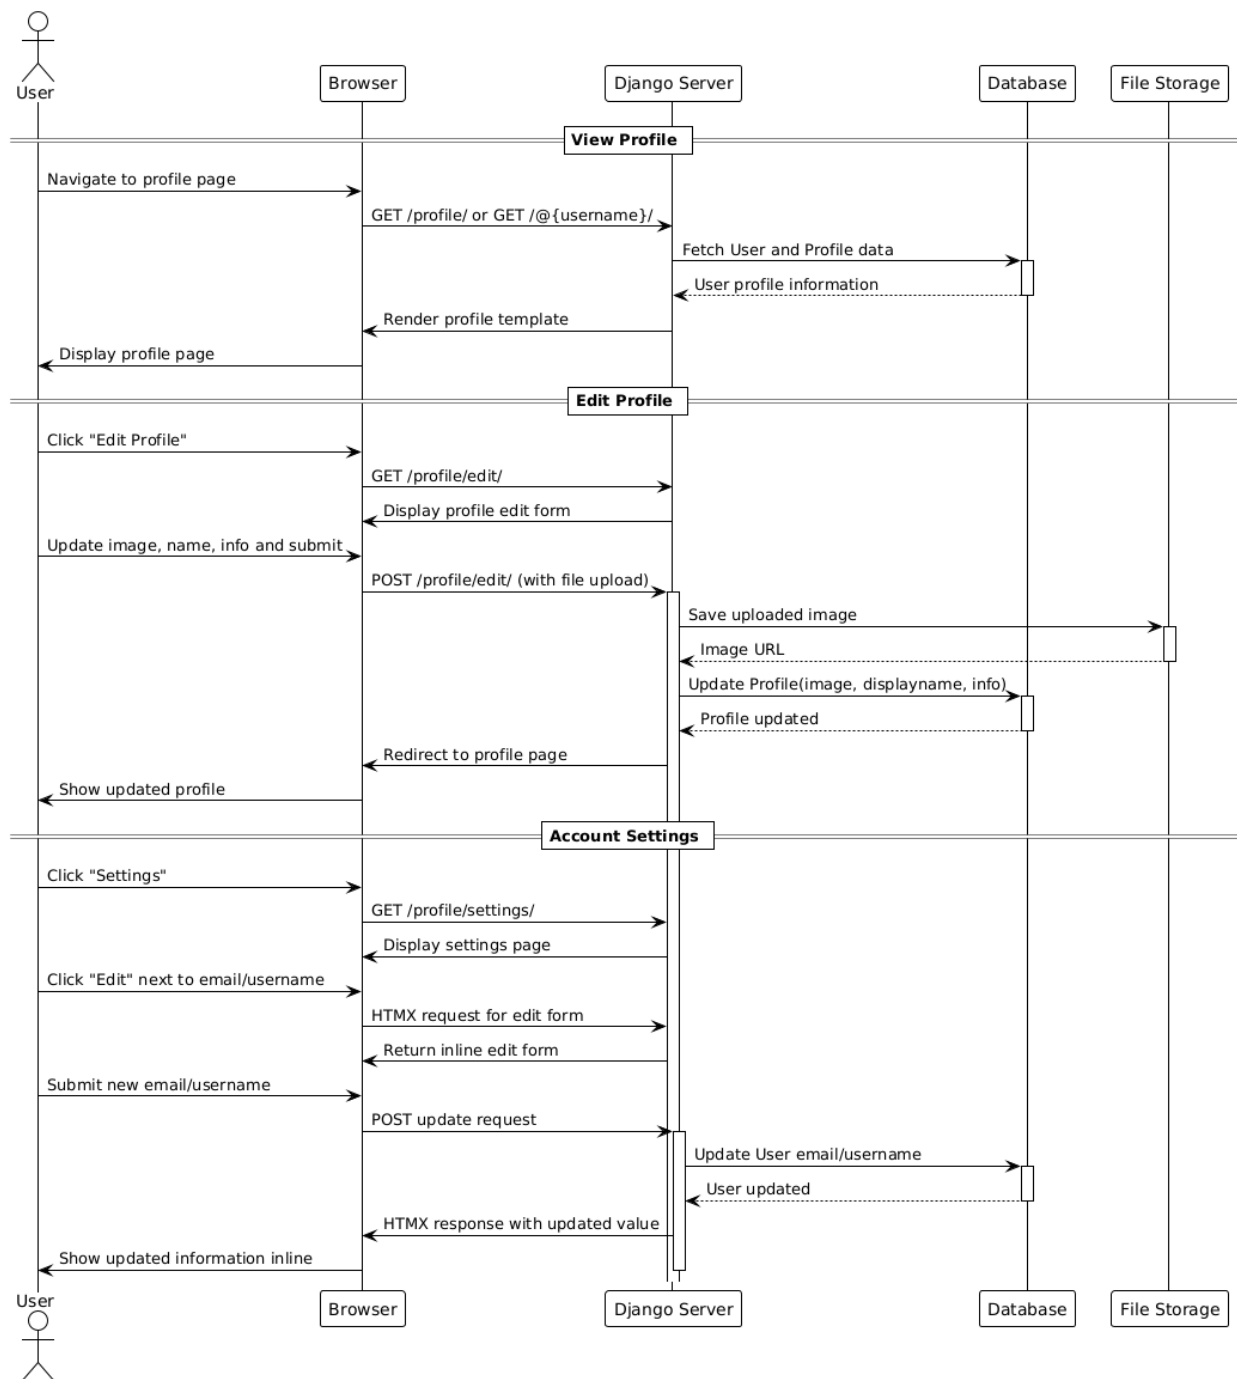 User
Browser
Django Server
Database
File Storage
View Profile
Navigate to profile page
GET /profile/ or GET /@{username}/
Fetch User and Profile data
User profile information
Render profile template
Display profile page
Edit Profile
Click "Edit Profile"
GET /profile/edit/
Display profile edit form
Update image, name, info and submit
POST /profile/edit/ (with file upload)
Save uploaded image
Image URL
Update Profile(image, displayname, info)
Profile updated
Redirect to profile page
Show updated profile
Account Settings
Click "Settings"
GET /profile/settings/
Display settings page
Click "Edit" next to email/username
HTMX request for edit form
Return inline edit form
Submit new email/username
POST update request
Update User email/username
User updated
HTMX response with updated value
Show updated information inline
User
Browser
Django Server
Database
File Storage